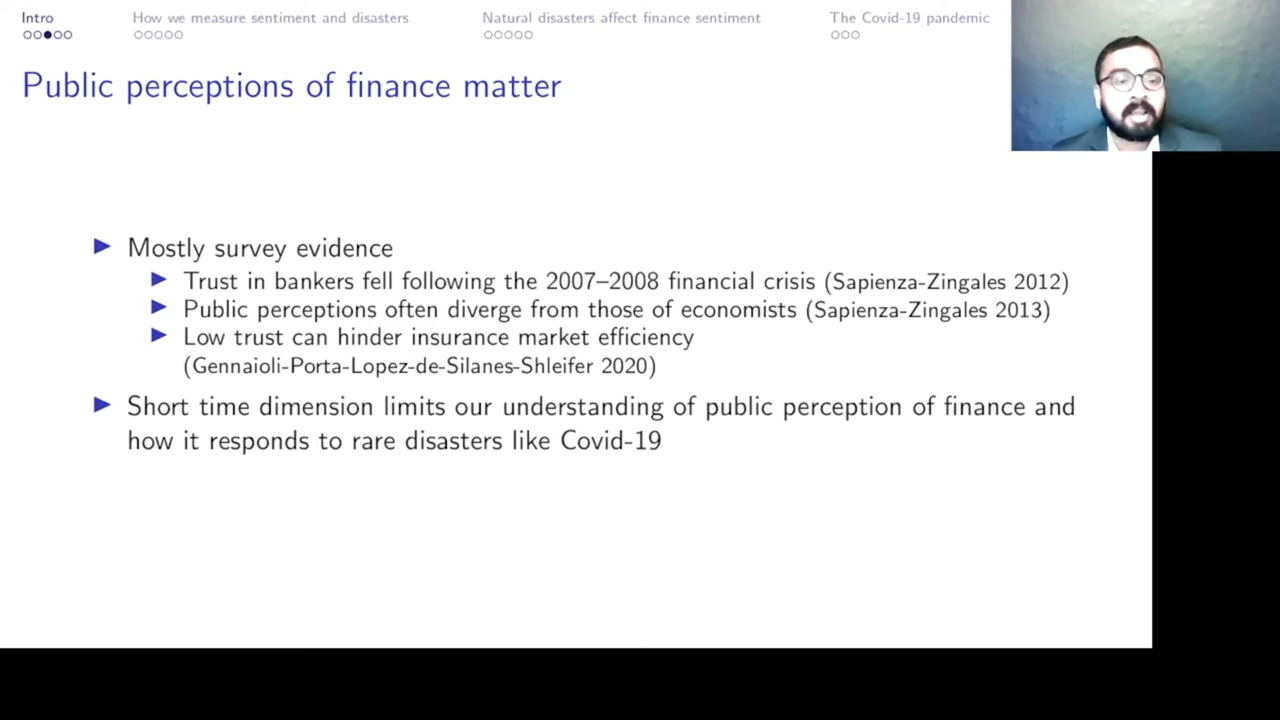 Intro
How we measure sentiment and disasters
Natural disasters affect finance sentiment
The Covid-19 pandemic
Public perceptions of finance matter
Mostly survey evidence
Trust in bankers fell following the 2007–2008 financial crisis (Sapienza-Zingales 2012)
Public perceptions often diverge from those of economists (Sapienza-Zingales 2013)
Low trust can hinder insurance market efficiency
(Gennaioli-Porta-Lopez-de-Silanes-Shleifer 2020)
Short time dimension limits our understanding of public perception of finance and
how it responds to rare disasters like Covid-19